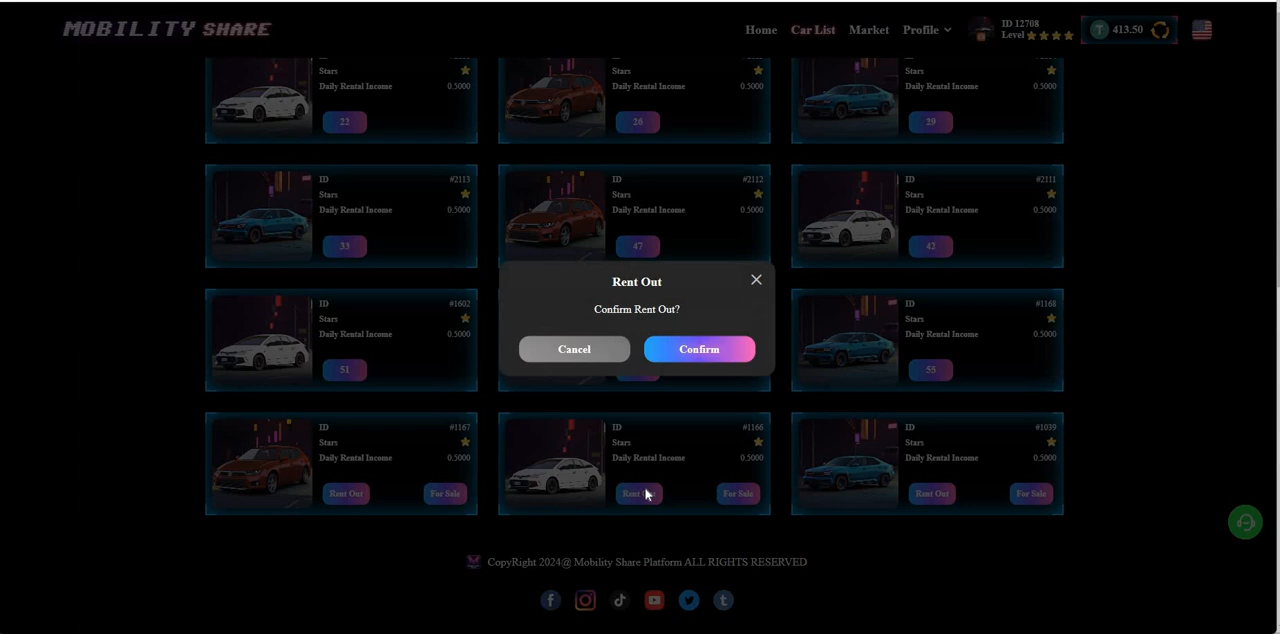 MOBILITY SHARE
Home Car List Market Profile
ID 12708
Level
413.50
Stars
Daily Rental Income 0.5000
22
Stars
Daily Rental Income 0.5000
26
Stars
Daily Rental Income 0.5000
29
ID #2113
Stars
Daily Rental Income 0.5000
33
ID #2112
Stars
Daily Rental Income 0.5000
47
ID #2111
Stars
Daily Rental Income 0.5000
42
Rent Out
Confirm Rent Out?
Cancel Confirm
ID #1602
Stars
Daily Rental Income 0.5000
51
ID #1168
Stars
Daily Rental Income 0.5000
55
ID #1167
Stars
Daily Rental Income 0.5000
Rent Out For Sale
ID #1166
Stars
Daily Rental Income 0.5000
Rent For Sale
ID #1039
Stars
Daily Rental Income 0.5000
Rent Out For Sale
CopyRight 2024@ Mobility Share Platform ALL RIGHTS RESERVED